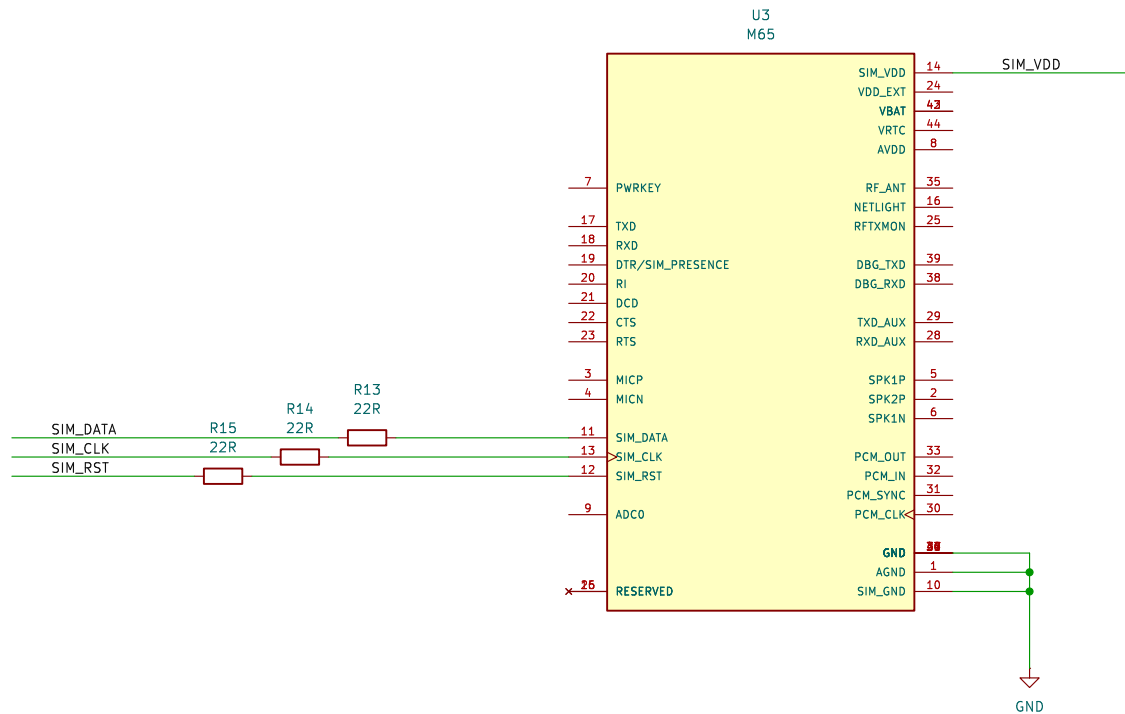 U3
M65
SIM_VDD 14 SIM_VDD
VDD_EXT 24
VBAT
VRTC 44
AVDD 8
7 PWRKEY RF_ANT 35
NETLIGHT 16
17 TXD RFTXMON 25
18 RXD
19 DTR/SIM_PRESENCE DBG_TXD 39
20 RI DBG_RXD 38
21 DCD
22 CTS TXD_AUX 29
23 RTS RXD_AUX 28
3 MICP SPK1P 5
4 MICN SPK2P 2
SPK1N 6
R13
22R
R14
22R
R15
22R
SIM_DATA 11 SIM_DATA
SIM_CLK 13 SIM_CLK PCM_OUT 33
SIM_RST 12 SIM_RST PCM_IN 32
PCM_SYNC 31
9 ADC0 PCM_CLK 30
GND
AGND 1
RESERVED SIM_GND 10
GND